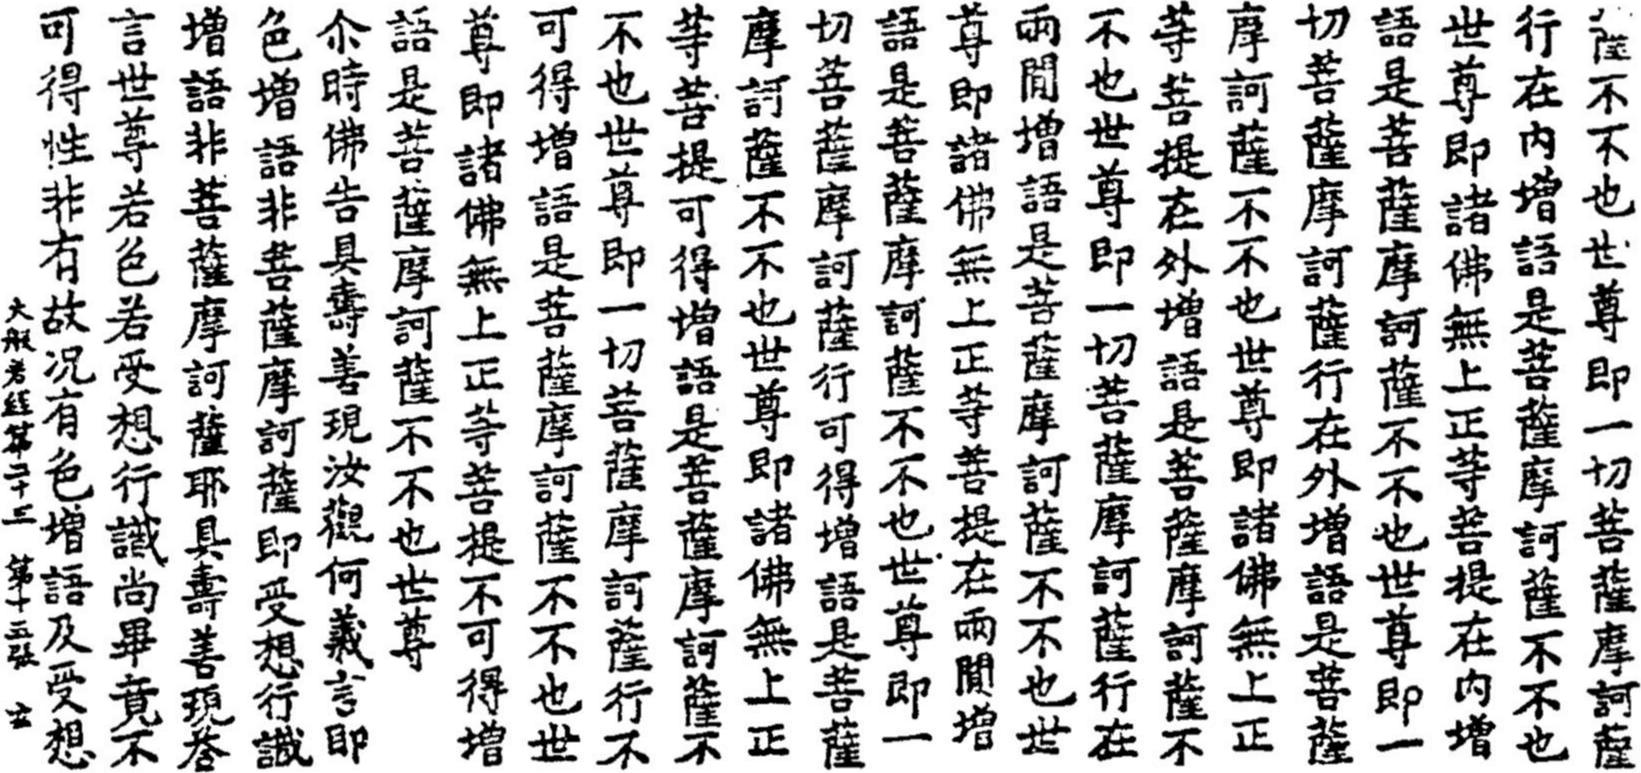 薩不不也世尊即一切菩薩摩訶薩
行在内增語是菩薩摩訶薩不不也
世尊即諸佛無上正等菩提在内增
語是菩薩摩訶薩不不也世尊即一
切菩薩摩訶薩行在外增語是菩薩
摩訶薩不不也世尊即諸佛無上正
等菩提在外增語是菩薩摩訶薩不
不也世尊即一切菩薩摩訶薩行在
兩閒增語是菩薩摩訶薩不不也世
尊即諸佛無上正等菩提在兩閒增
語是菩薩摩訶薩不不也世尊即一
切菩薩摩訶薩行可得增語是菩薩
摩訶薩不不也世尊即諸佛無上正
等菩提可得增語是菩薩摩訶薩不
不也世尊即一切菩薩摩訶薩行不
可得增語是菩薩摩訶薩不不也世
尊即諸佛無上正等菩提不可得增
語是菩薩摩訶薩不不也世尊
尒時佛告具壽善現汝觀何義言即
色增語非菩薩摩訶薩即受想行識
增語非菩薩摩訶薩耶具壽善現荅
言世尊若色若受想行識尚畢竟不
可得性非有故况有色增語及受想
大般若經第二十三 第十五張 玄